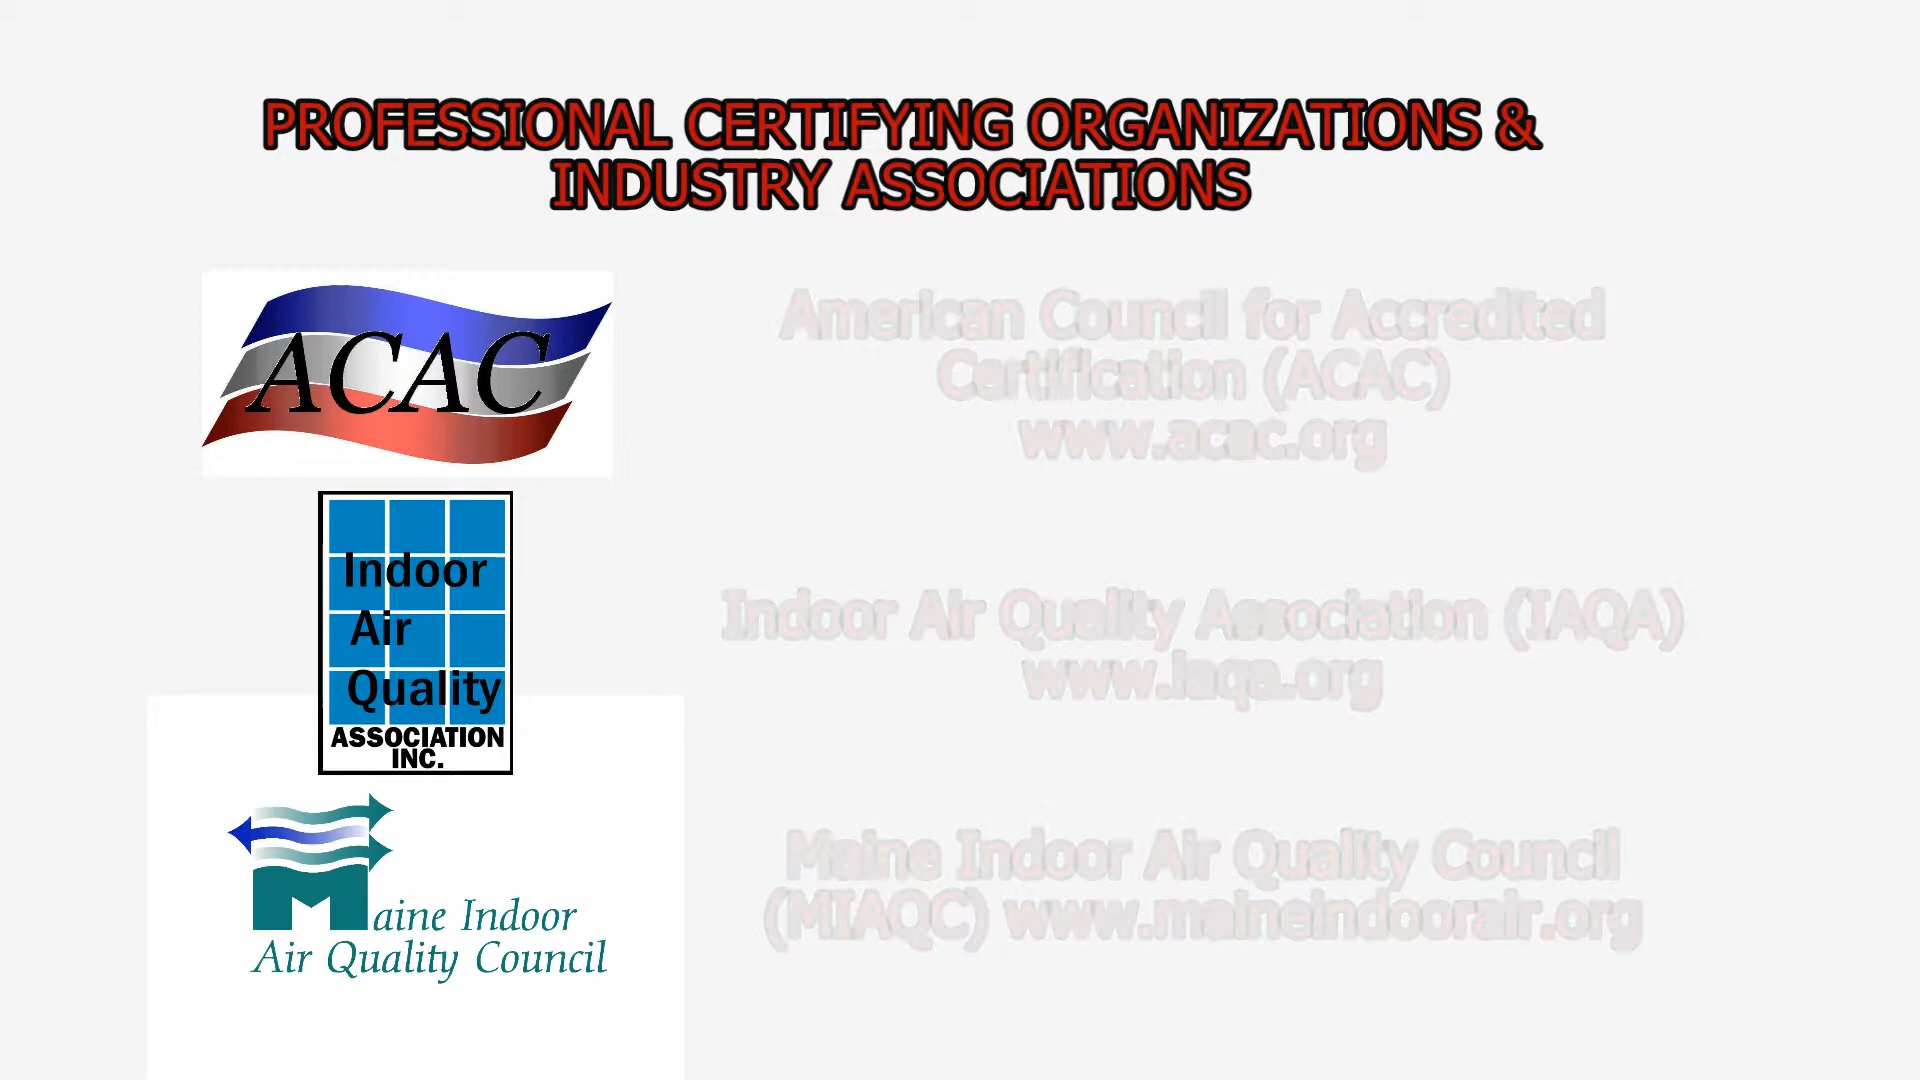 PROFESSIONAL CERTIFYING ORGANIZATIONS &
INDUSTRY ASSOCIATIONS
ACAC
American Council for Accredited
Certification (ACAC)
www.acac.org
Indoor
Air
Quality
ASSOCIATION
INC.
Indoor Air Quality Association (IAQA)
www.iaqa.org
Maine Indoor
Air Quality Council
Maine Indoor Air Quality Council
(MIAQC) www.maineindoorair.org